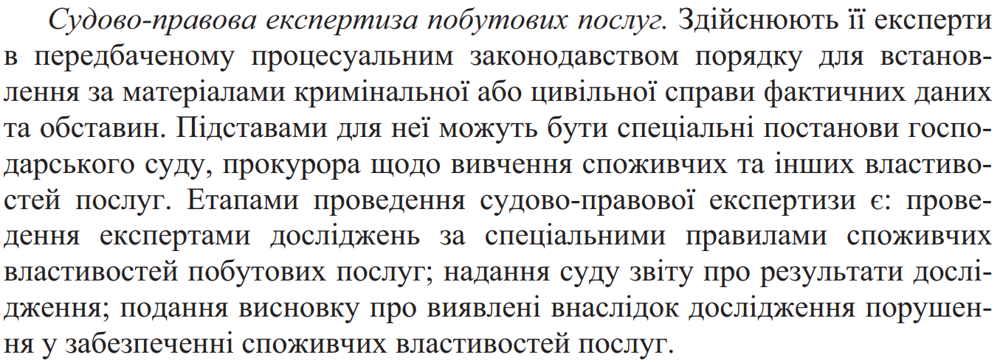 Судово-правова експертиза побутових послуг. Здійснюють її експерти
в передбаченому процесуальним законодавством порядку для встанов-
лення за матеріалами кримінальної або цивільної справи фактичних даних
та обставин. Підставами для неї можуть бути спеціальні постанови госпо-
дарського суду, прокурора щодо вивчення споживчих та інших властиво-
стей послуг. Етапами проведення судово-правової експертизи є: прове-
дення експертами досліджень за спеціальними правилами споживчих
властивостей побутових послуг; надання суду звіту про результати дослі-
дження; подання висновку про виявлені внаслідок дослідження порушен-
ня у забезпеченні споживчих властивостей послуг.